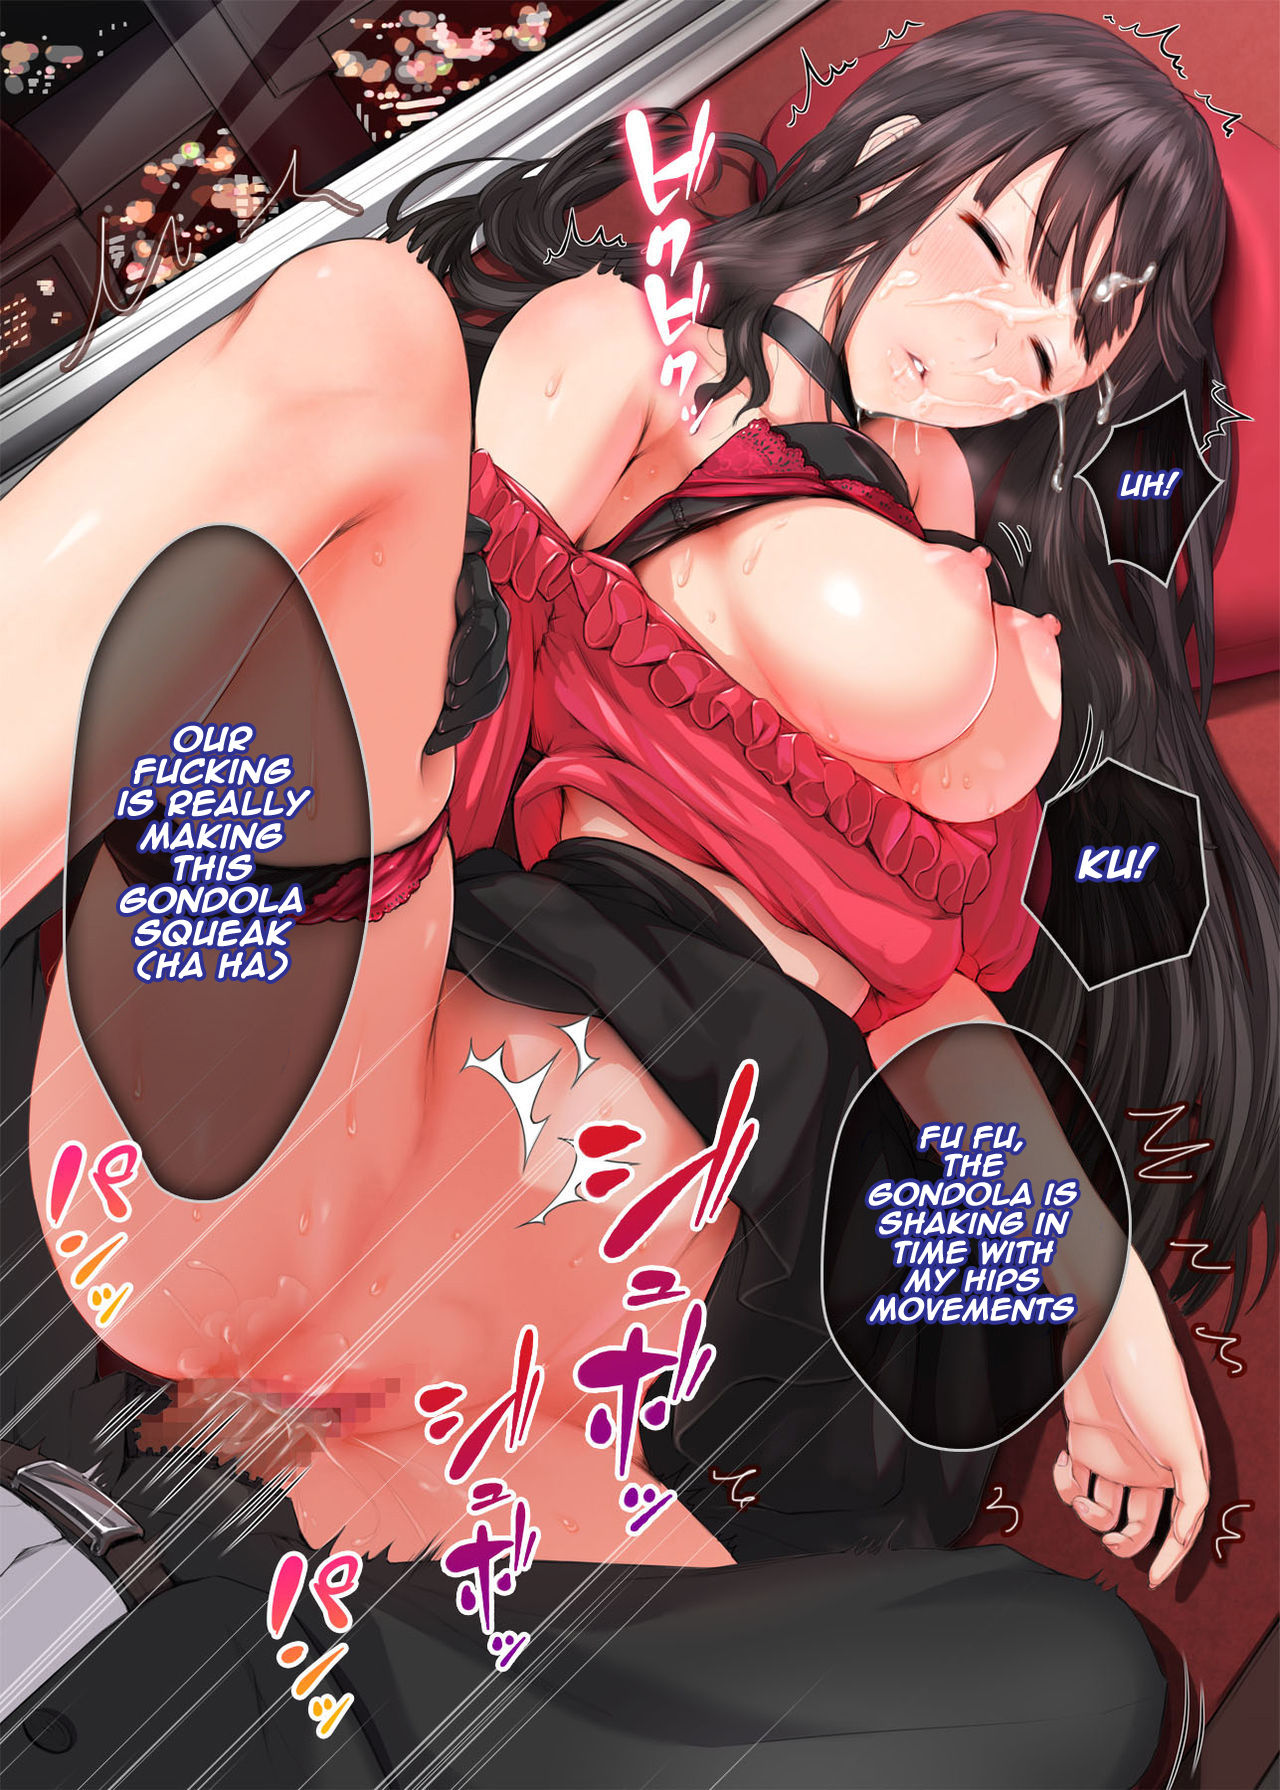 ビクビクッ
UH!
OUR
FUCKING
IS REALLY
MAKING
THIS
GONDOLA
SQUEAK
(HA HA)
KU!
FU FU,
THE
GONDOLA IS
SHAKING IN
TIME WITH
MY HIPS
MOVEMENTS
パンッ
ジュボッ
ジュボッ
パンッ